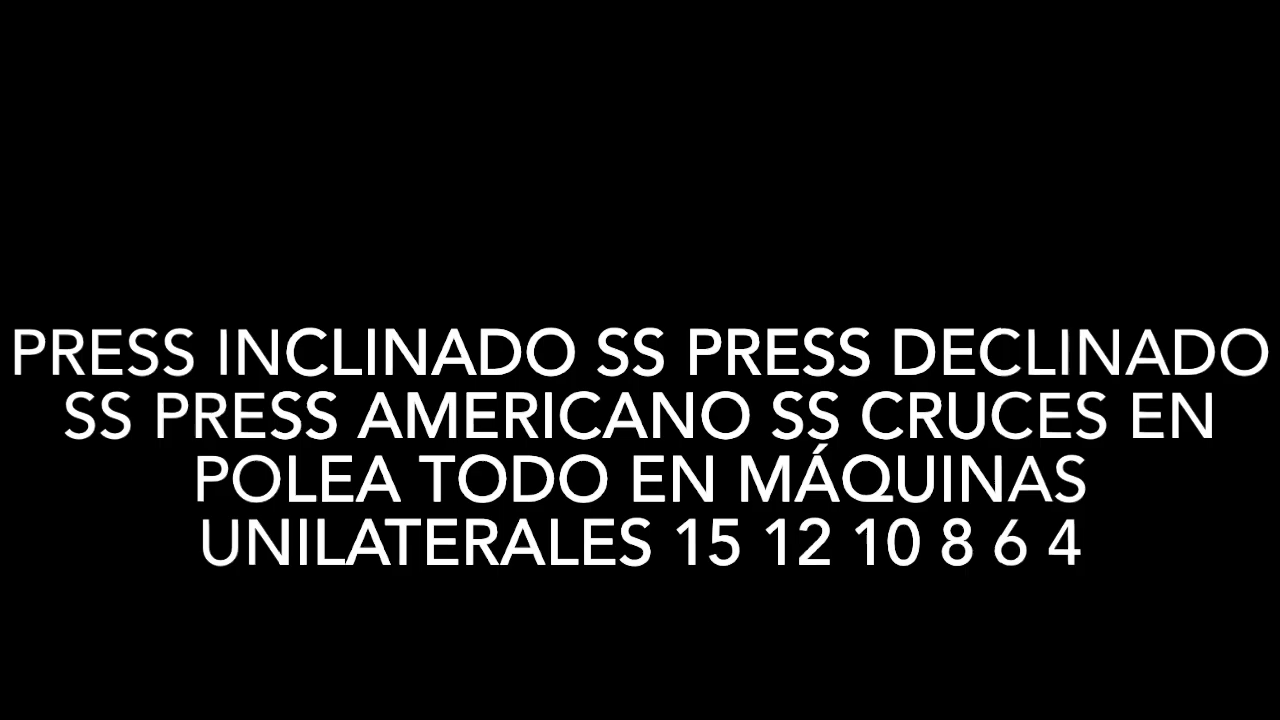 PRESS INCLINADO SS PRESS DECLINADO
SS PRESS AMERICANO SS CRUCES EN
POLEA TODO EN MÁQUINAS
UNILATERALES 15 12 10 8 6 4